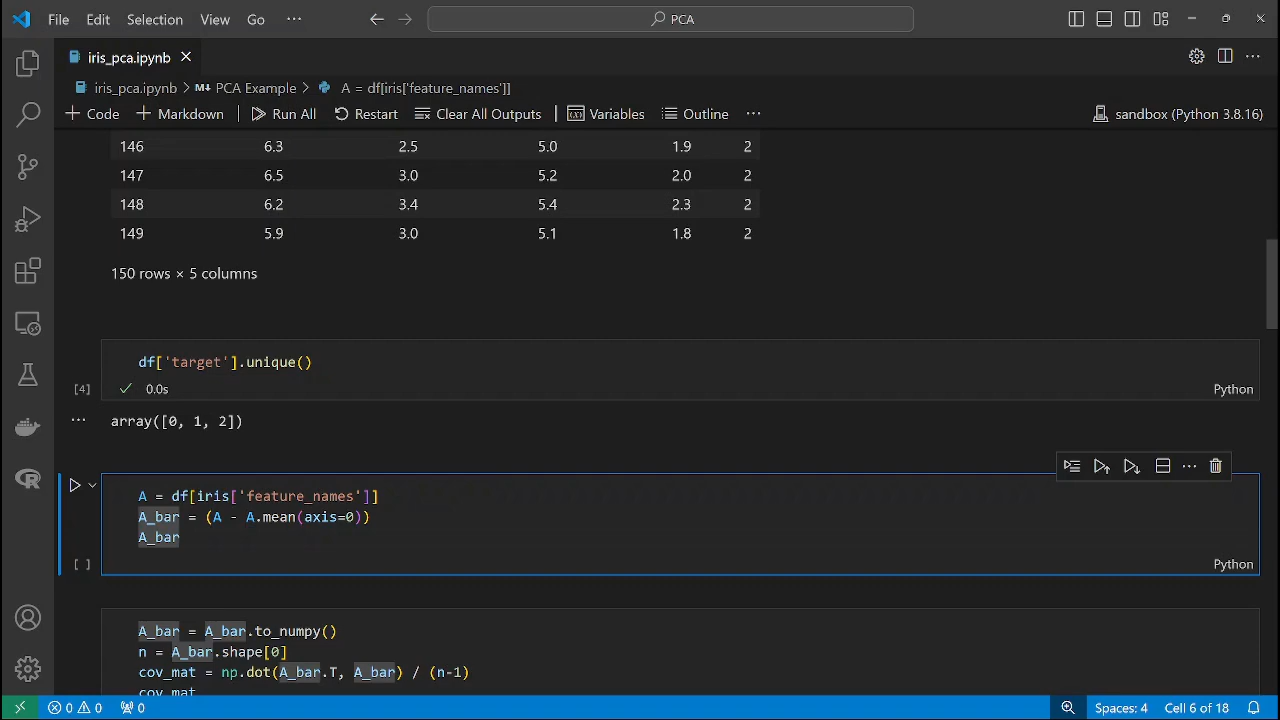 File Edit Selection View Go ··· PCA
iris_pca.ipynb
iris_pca.ipynb > PCA Example > A = df[iris['feature_names']]
+ Code + Markdown Run All Restart Clear All Outputs Variables Outline ··· sandbox (Python 3.8.16)
146 6.3 2.5 5.0 1.9 2
147 6.5 3.0 5.2 2.0 2
148 6.2 3.4 5.4 2.3 2
149 5.9 3.0 5.1 1.8 2
150 rows × 5 columns
df['target'].unique()
[4] 0.0s Python
··· array([0, 1, 2])
A = df[iris['feature_names']]
A_bar = (A - A.mean(axis=0))
A_bar
[ ] Python
A_bar = A_bar.to_numpy()
n = A_bar.shape[0]
cov_mat = np.dot(A_bar.T, A_bar) / (n-1)
cov_mat
0 0 0 Spaces: 4 Cell 6 of 18